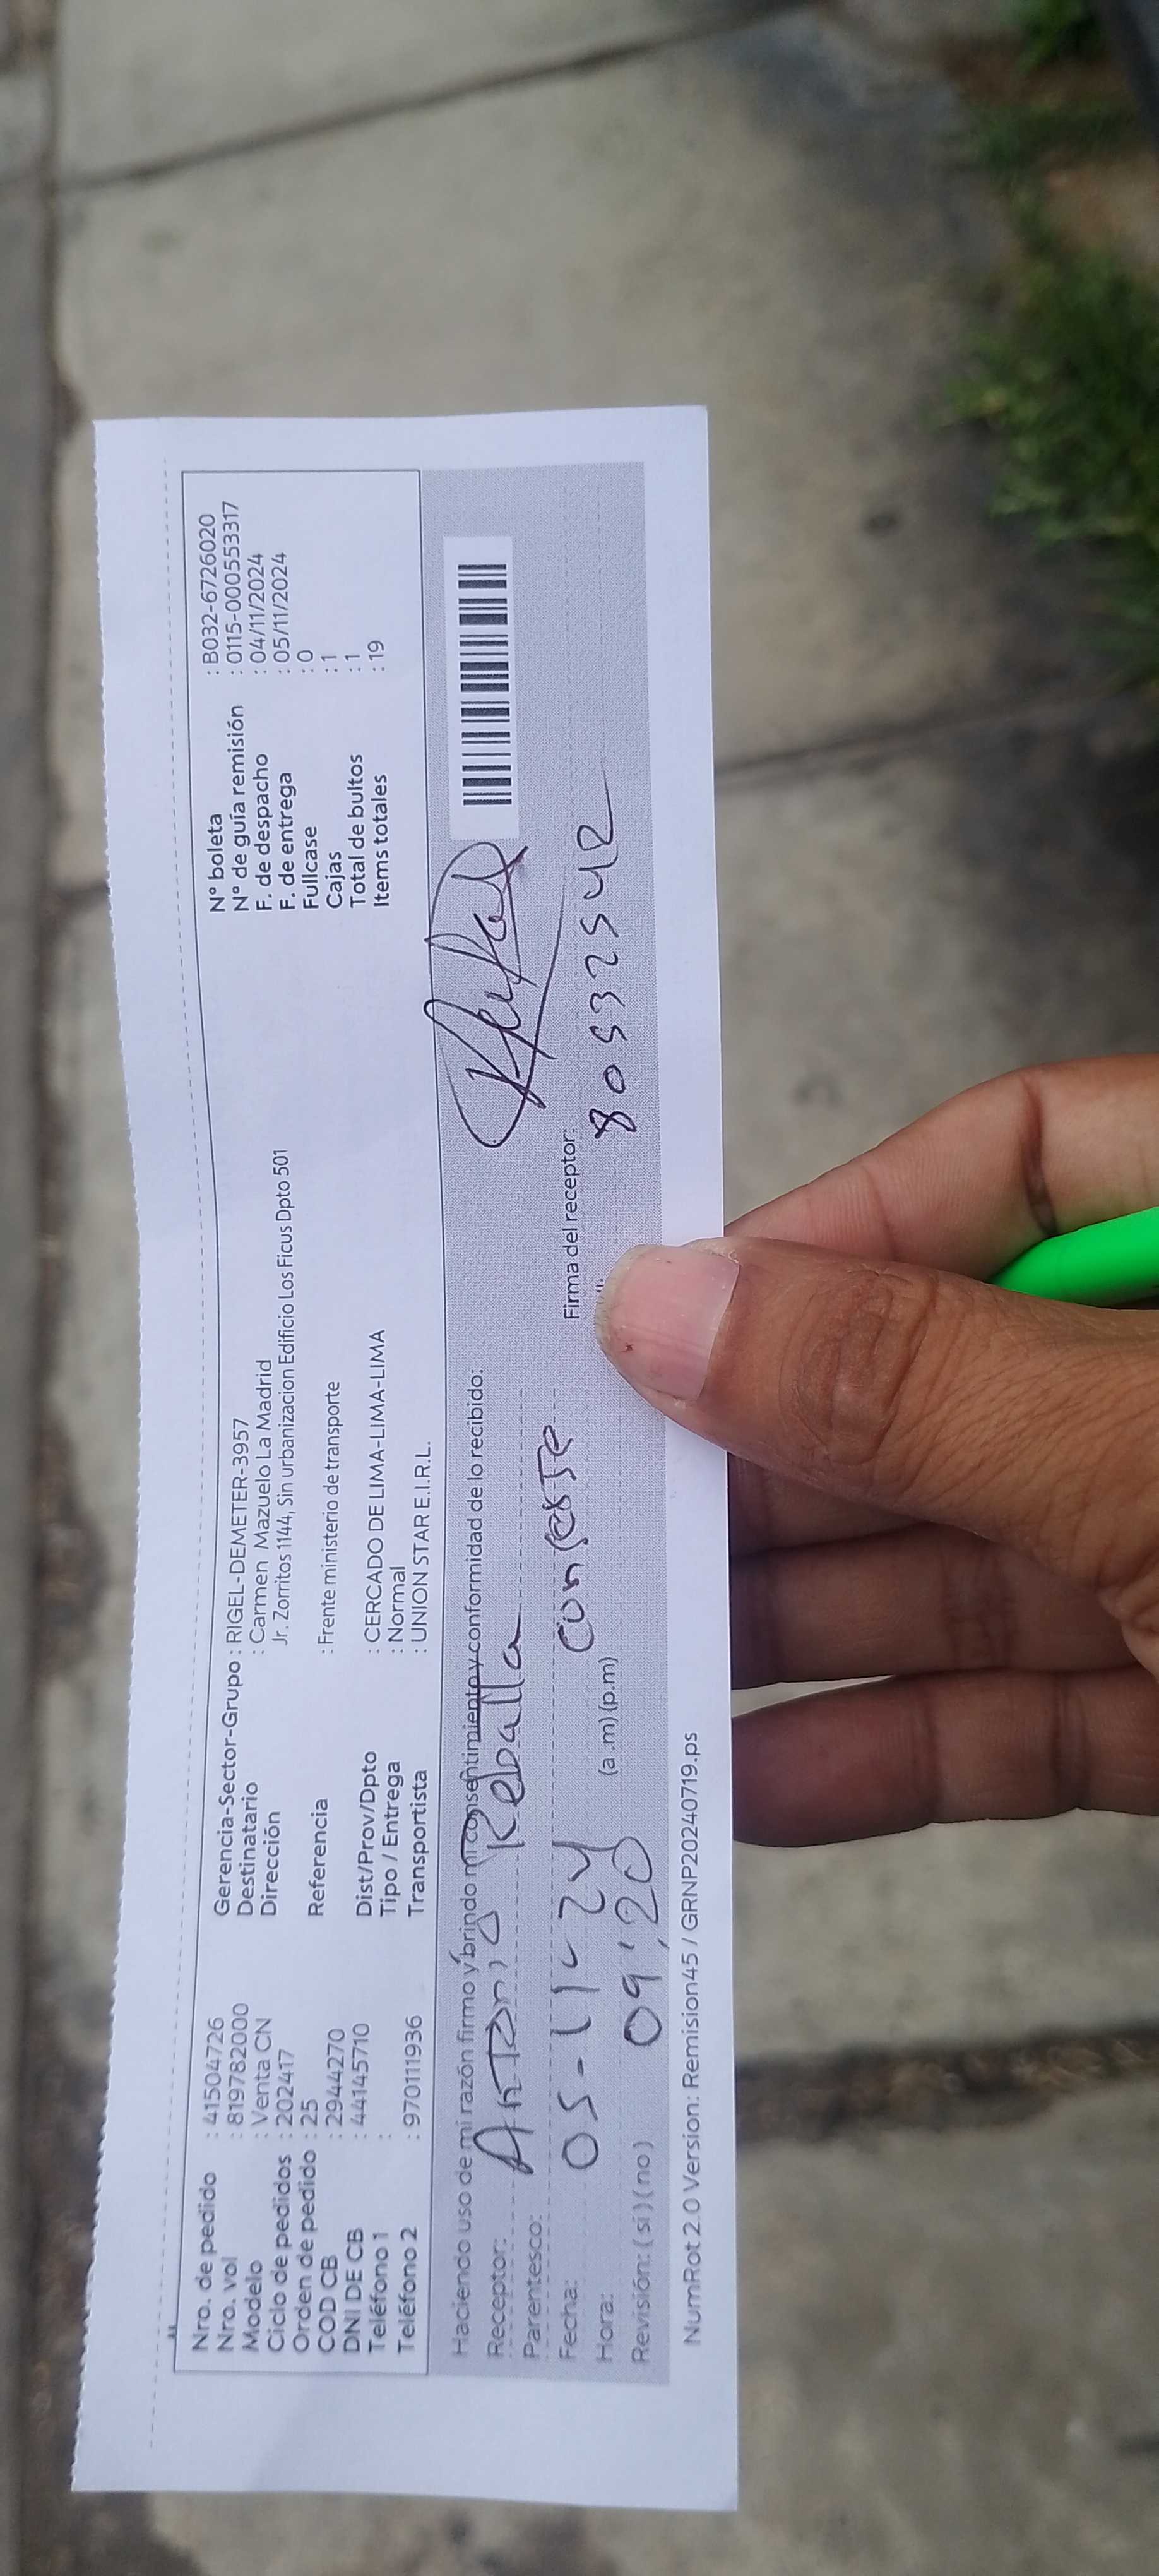 Nro. de pedido : 41504726
Nro. vol : 819782000
Modelo : Venta CN
Ciclo de pedidos : 202417
Orden de pedido : 25
COD CB : 2944270
DNI DE CB : 44145710
Teléfono 1 :
Teléfono 2 : 970111936
Gerencia-Sector-Grupo : RIGEL-DEMETER-3957
Destinatario : Carmen Mazuelo La Madrid
Dirección Jr. Zorritos 1144, Sin urbanizacion Edificio Los Ficus Dpto 501
Referencia : Frente ministerio de transporte
Dist/Prov/Dpto : CERCADO DE LIMA-LIMA-LIMA
Tipo / Entrega : Normal
Transportista : UNION STAR E.I.R.L.
N° boleta : B032-6726020
N° de guía remisión : 0115-000553317
F. de despacho : 04/11/2024
F. de entrega : 05/11/2024
Fullcase : 0
Cajas : 1
Total de bultos : 1
Items totales : 19
Haciendo uso de mi razón firmo y brindo mi consentimiento y conformidad de lo recibido:
Receptor: Antonio Rebatta
Parentesco:
Fecha: 05-11-24 conserje
Hora: 09:20 (a.m) (p.m)
Revisión: ( si ) ( no )
Firma del receptor:
80532542
NumRot 2.0 Version: Remision45 / GRNP20240719.ps